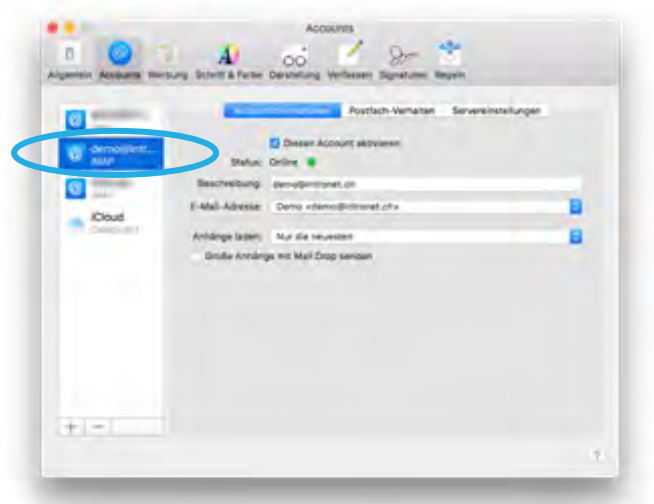 Accounts
Allgemein Accounts Werbung Schrift & Farbe Darstellung Verfassen Signaturen Regeln
Postfach-Verhalten Servereinstellungen
demo@intr...
IMAP
Diesen Account aktivieren
Status: Online
Beschreibung: demo@intronet.ch
E-Mail-Adresse: Demo <demo@intronet.ch>
iCloud
Anhänge laden: Nur die neuesten
Große Anhänge mit Mail Drop senden
+ −
?